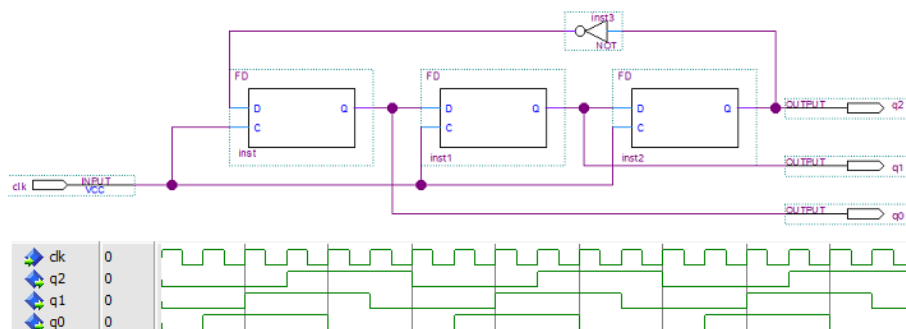 inst3
NOT
FD FD FD
D Q D Q D Q
C C C
inst inst1 inst2
OUTPUT q2
OUTPUT q1
OUTPUT q0
clk INPUT
VCC
clk 0
q2 0
q1 0
q0 0